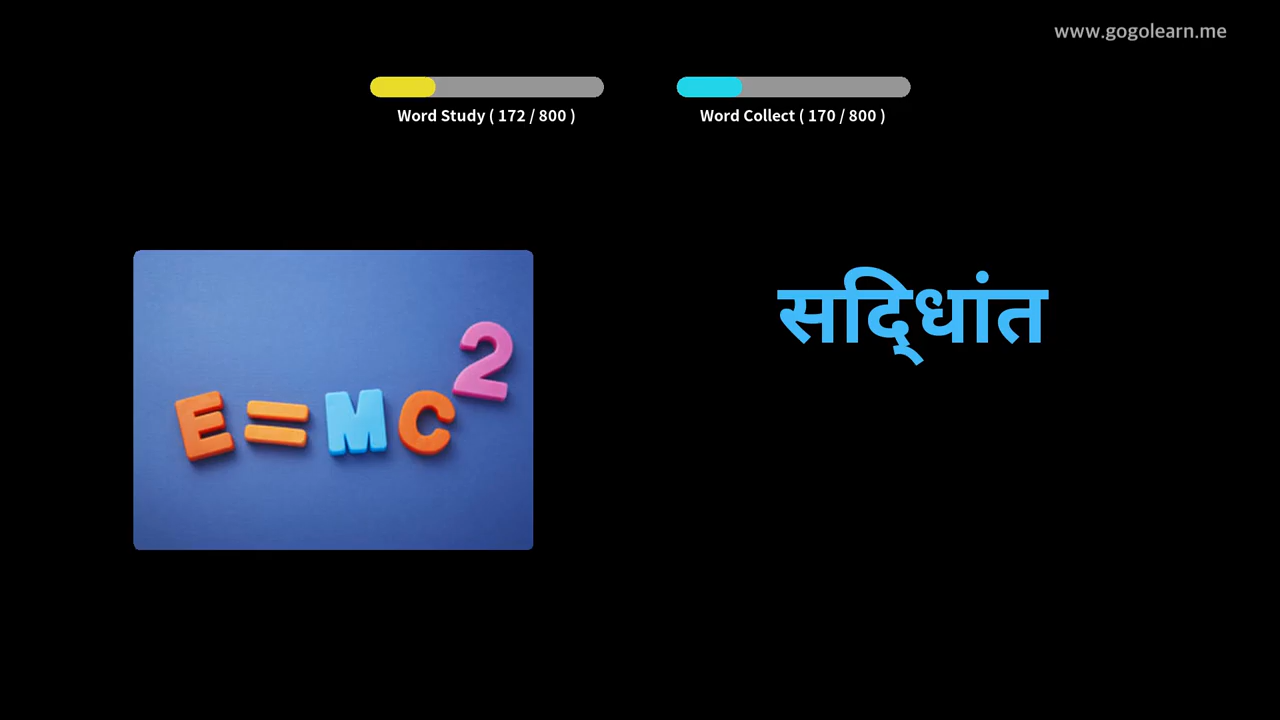 www.gogolearn.me
Word Study ( 172 / 800 )
Word Collect ( 170 / 800 )
E=MC²
सद्धिांत